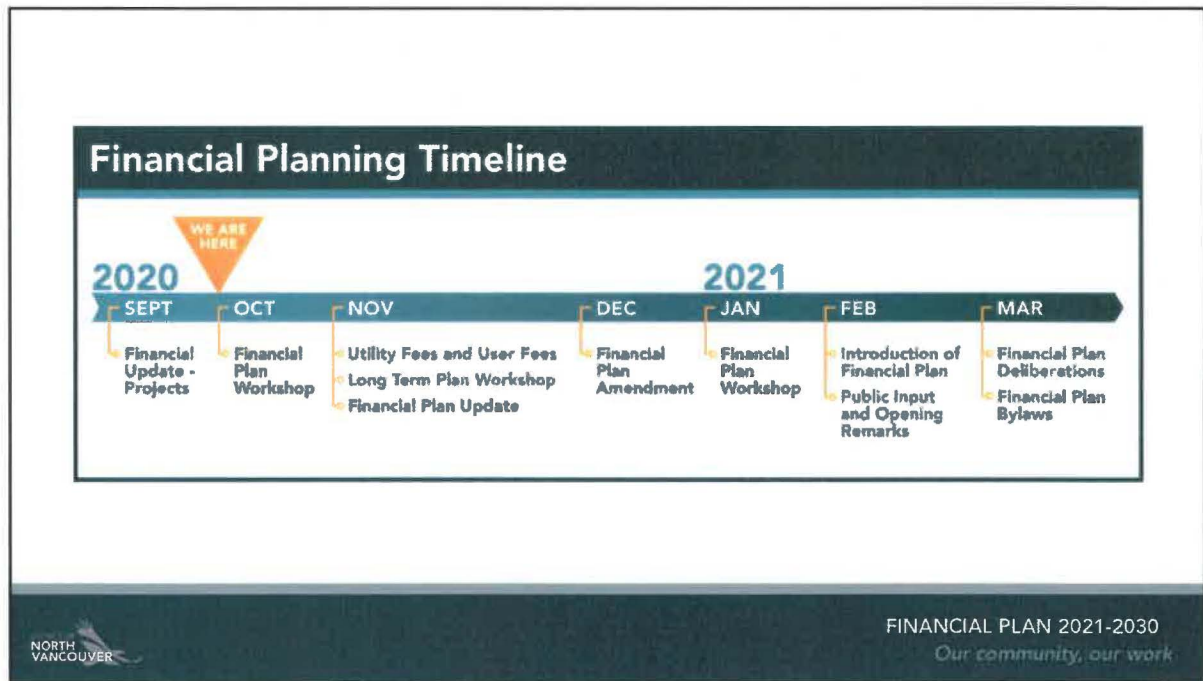 Financial Planning Timeline
WE ARE
HERE
2020
2021
SEPT
OCT
NOV
DEC
JAN
FEB
MAR
Financial
Update -
Projects
Financial
Plan
Workshop
Utility Fees and User Fees
Long Term Plan Workshop
Financial Plan Update
Financial
Plan
Amendment
Financial
Plan
Workshop
Introduction of
Financial Plan
Public Input
and Opening
Remarks
Financial Plan
Deliberations
Financial Plan
Bylaws
NORTH
VANCOUVER
FINANCIAL PLAN 2021-2030
Our community, our work